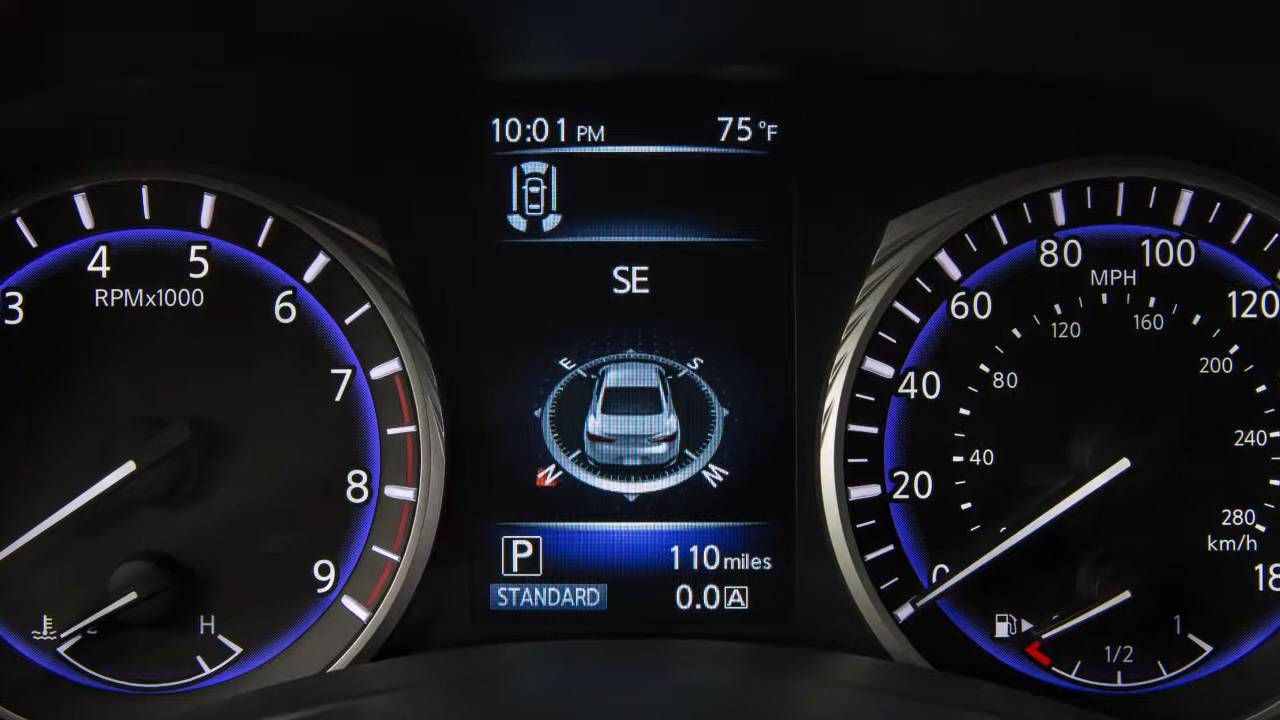 10:01 PM 75 °F
SE
E S
N W
P 110 miles
STANDARD 0.0 A
3 4 5 6 7 8 9
RPMx1000
H
0 20 40 60 80 100 120
MPH
40 80 120 160 200 240 280
km/h
1/2 1